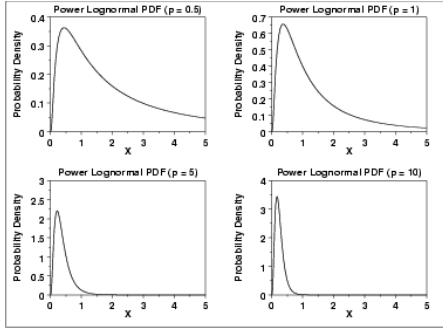 Power Lognormal PDF (p = 0.5)
Probability Density
0.4
0.3
0.2
0.1
0
0 1 2 3 4 5
X
Power Lognormal PDF (p = 1)
Probability Density
0.7
0.6
0.5
0.4
0.3
0.2
0.1
0
0 1 2 3 4 5
X
Power Lognormal PDF (p = 5)
Probability Density
3
2.5
2
1.5
1
0.5
0
0 1 2 3 4 5
X
Power Lognormal PDF (p = 10)
Probability Density
4
3
2
1
0
0 1 2 3 4 5
X